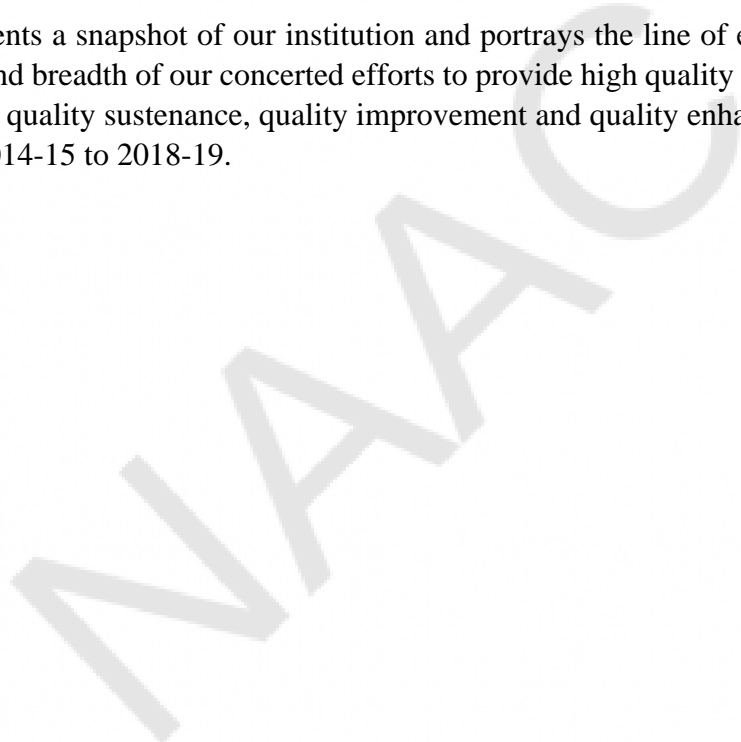 ents a snapshot of our institution and portrays the line of e
nd breadth of our concerted efforts to provide high quality
quality sustenance, quality improvement and quality enha
014-15 to 2018-19.
NAAC